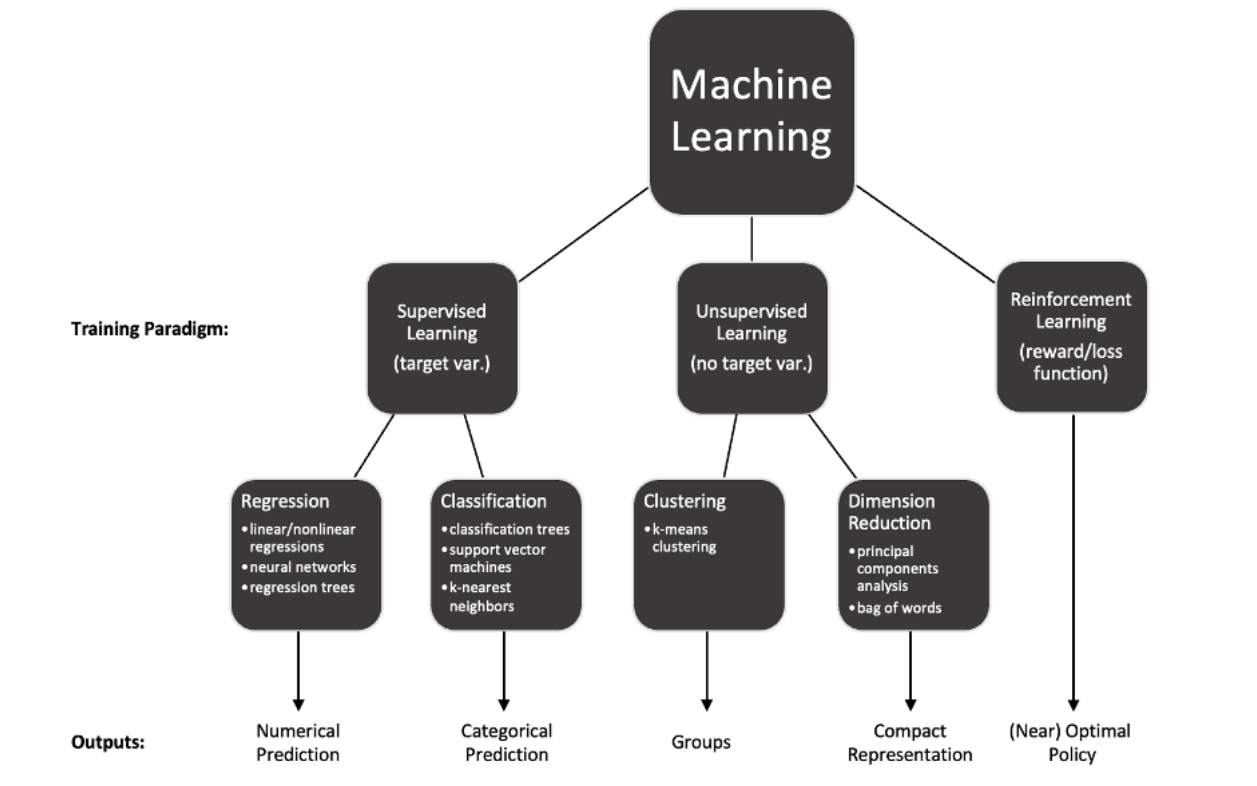 Machine
Learning
Training Paradigm:
Supervised
Learning
(target var.)
Unsupervised
Learning
(no target var.)
Reinforcement
Learning
(reward/loss
function)
Regression
•linear/nonlinear
regressions
•neural networks
•regression trees
Classification
•classification trees
•support vector
machines
•k-nearest
neighbors
Clustering
•k-means
clustering
Dimension
Reduction
•principal
components
analysis
•bag of words
Outputs:
Numerical
Prediction
Categorical
Prediction
Groups
Compact
Representation
(Near) Optimal
Policy